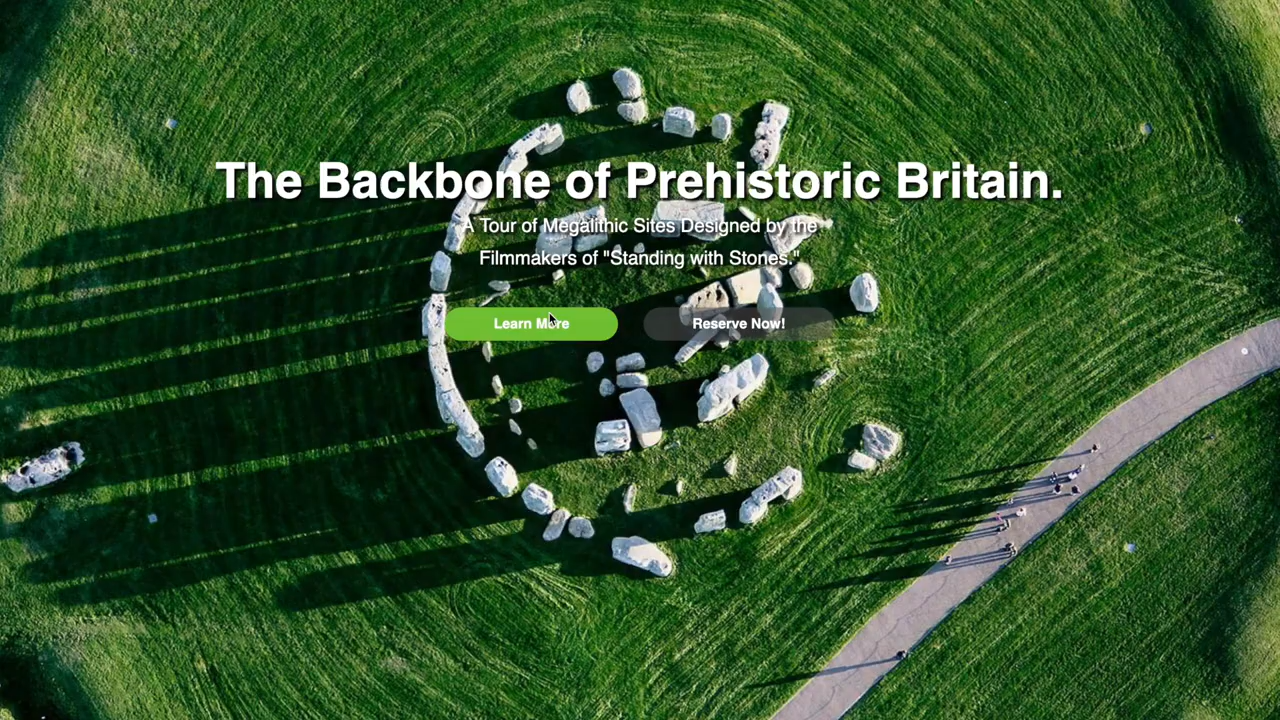 The Backbone of Prehistoric Britain.
A Tour of Megalithic Sites Designed by the
Filmmakers of "Standing with Stones."
Learn More
Reserve Now!